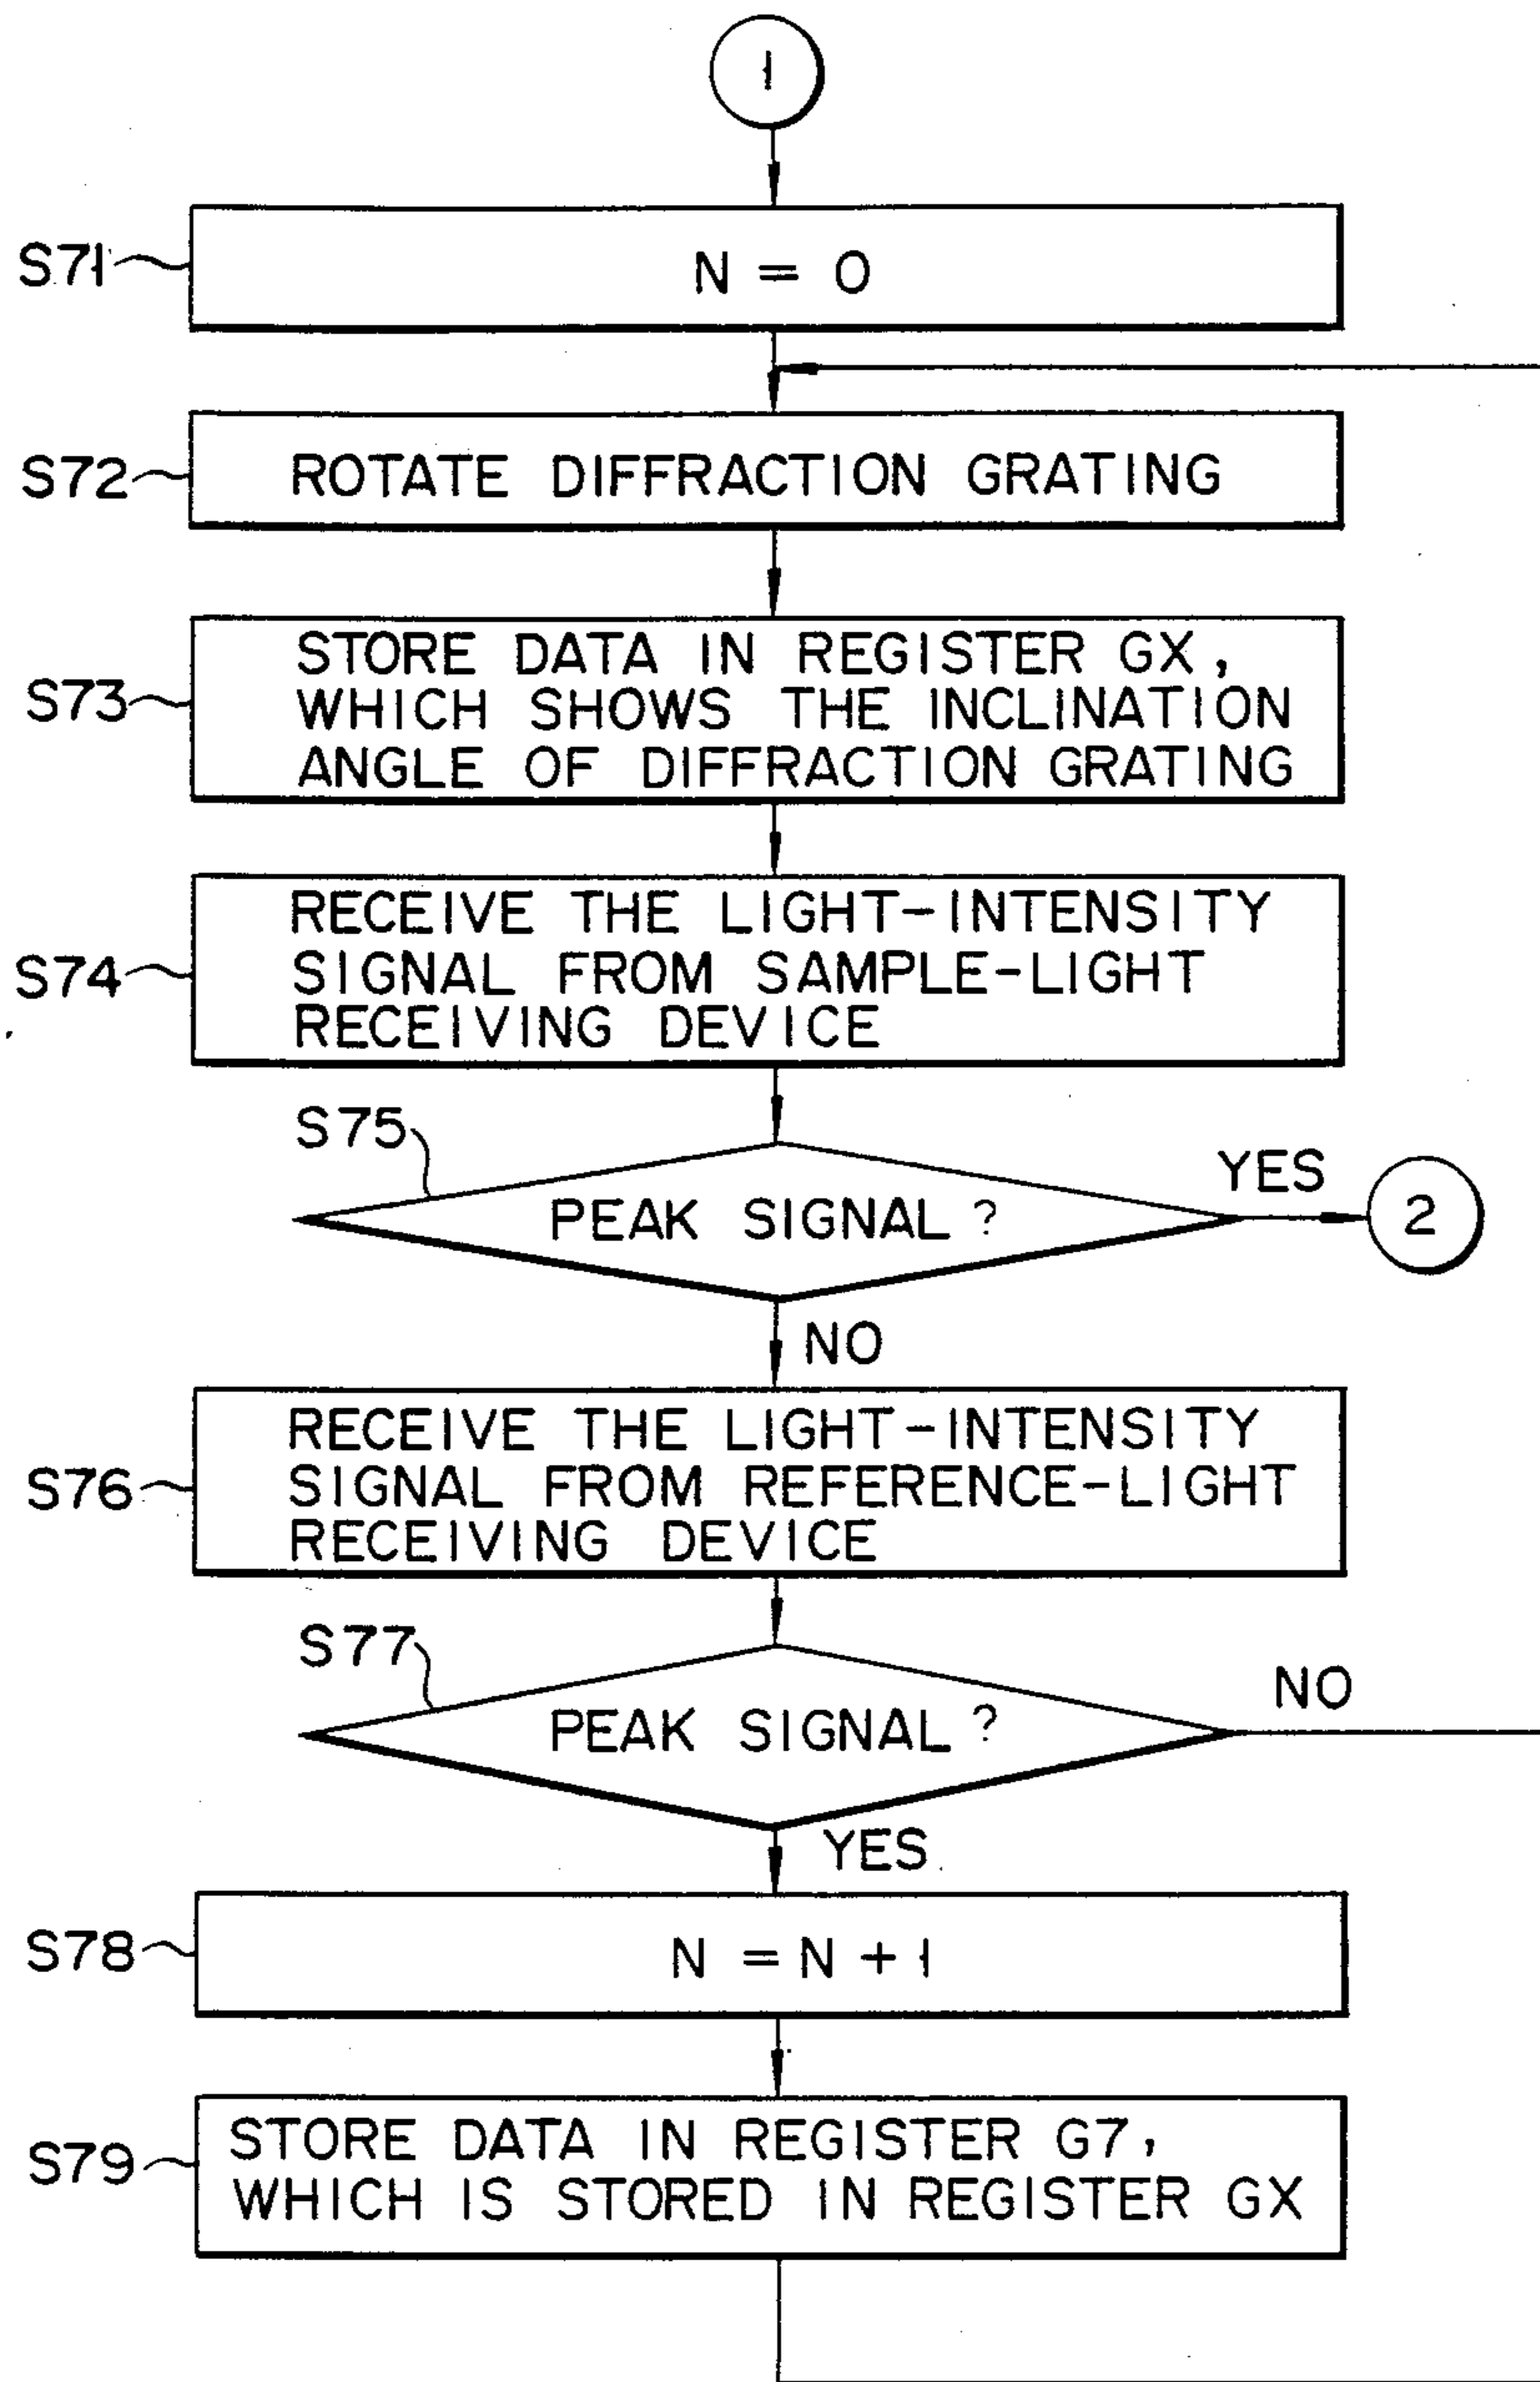 1
S71
N = 0
S72
ROTATE DIFFRACTION GRATING
S73
STORE DATA IN REGISTER GX,
WHICH SHOWS THE INCLINATION
ANGLE OF DIFFRACTION GRATING
S74
RECEIVE THE LIGHT-INTENSITY
SIGNAL FROM SAMPLE-LIGHT
RECEIVING DEVICE
S75
PEAK SIGNAL ?
YES
2
NO
S76
RECEIVE THE LIGHT-INTENSITY
SIGNAL FROM REFERENCE-LIGHT
RECEIVING DEVICE
S77
PEAK SIGNAL ?
NO
YES
S78
N = N + 1
S79
STORE DATA IN REGISTER G7,
WHICH IS STORED IN REGISTER GX